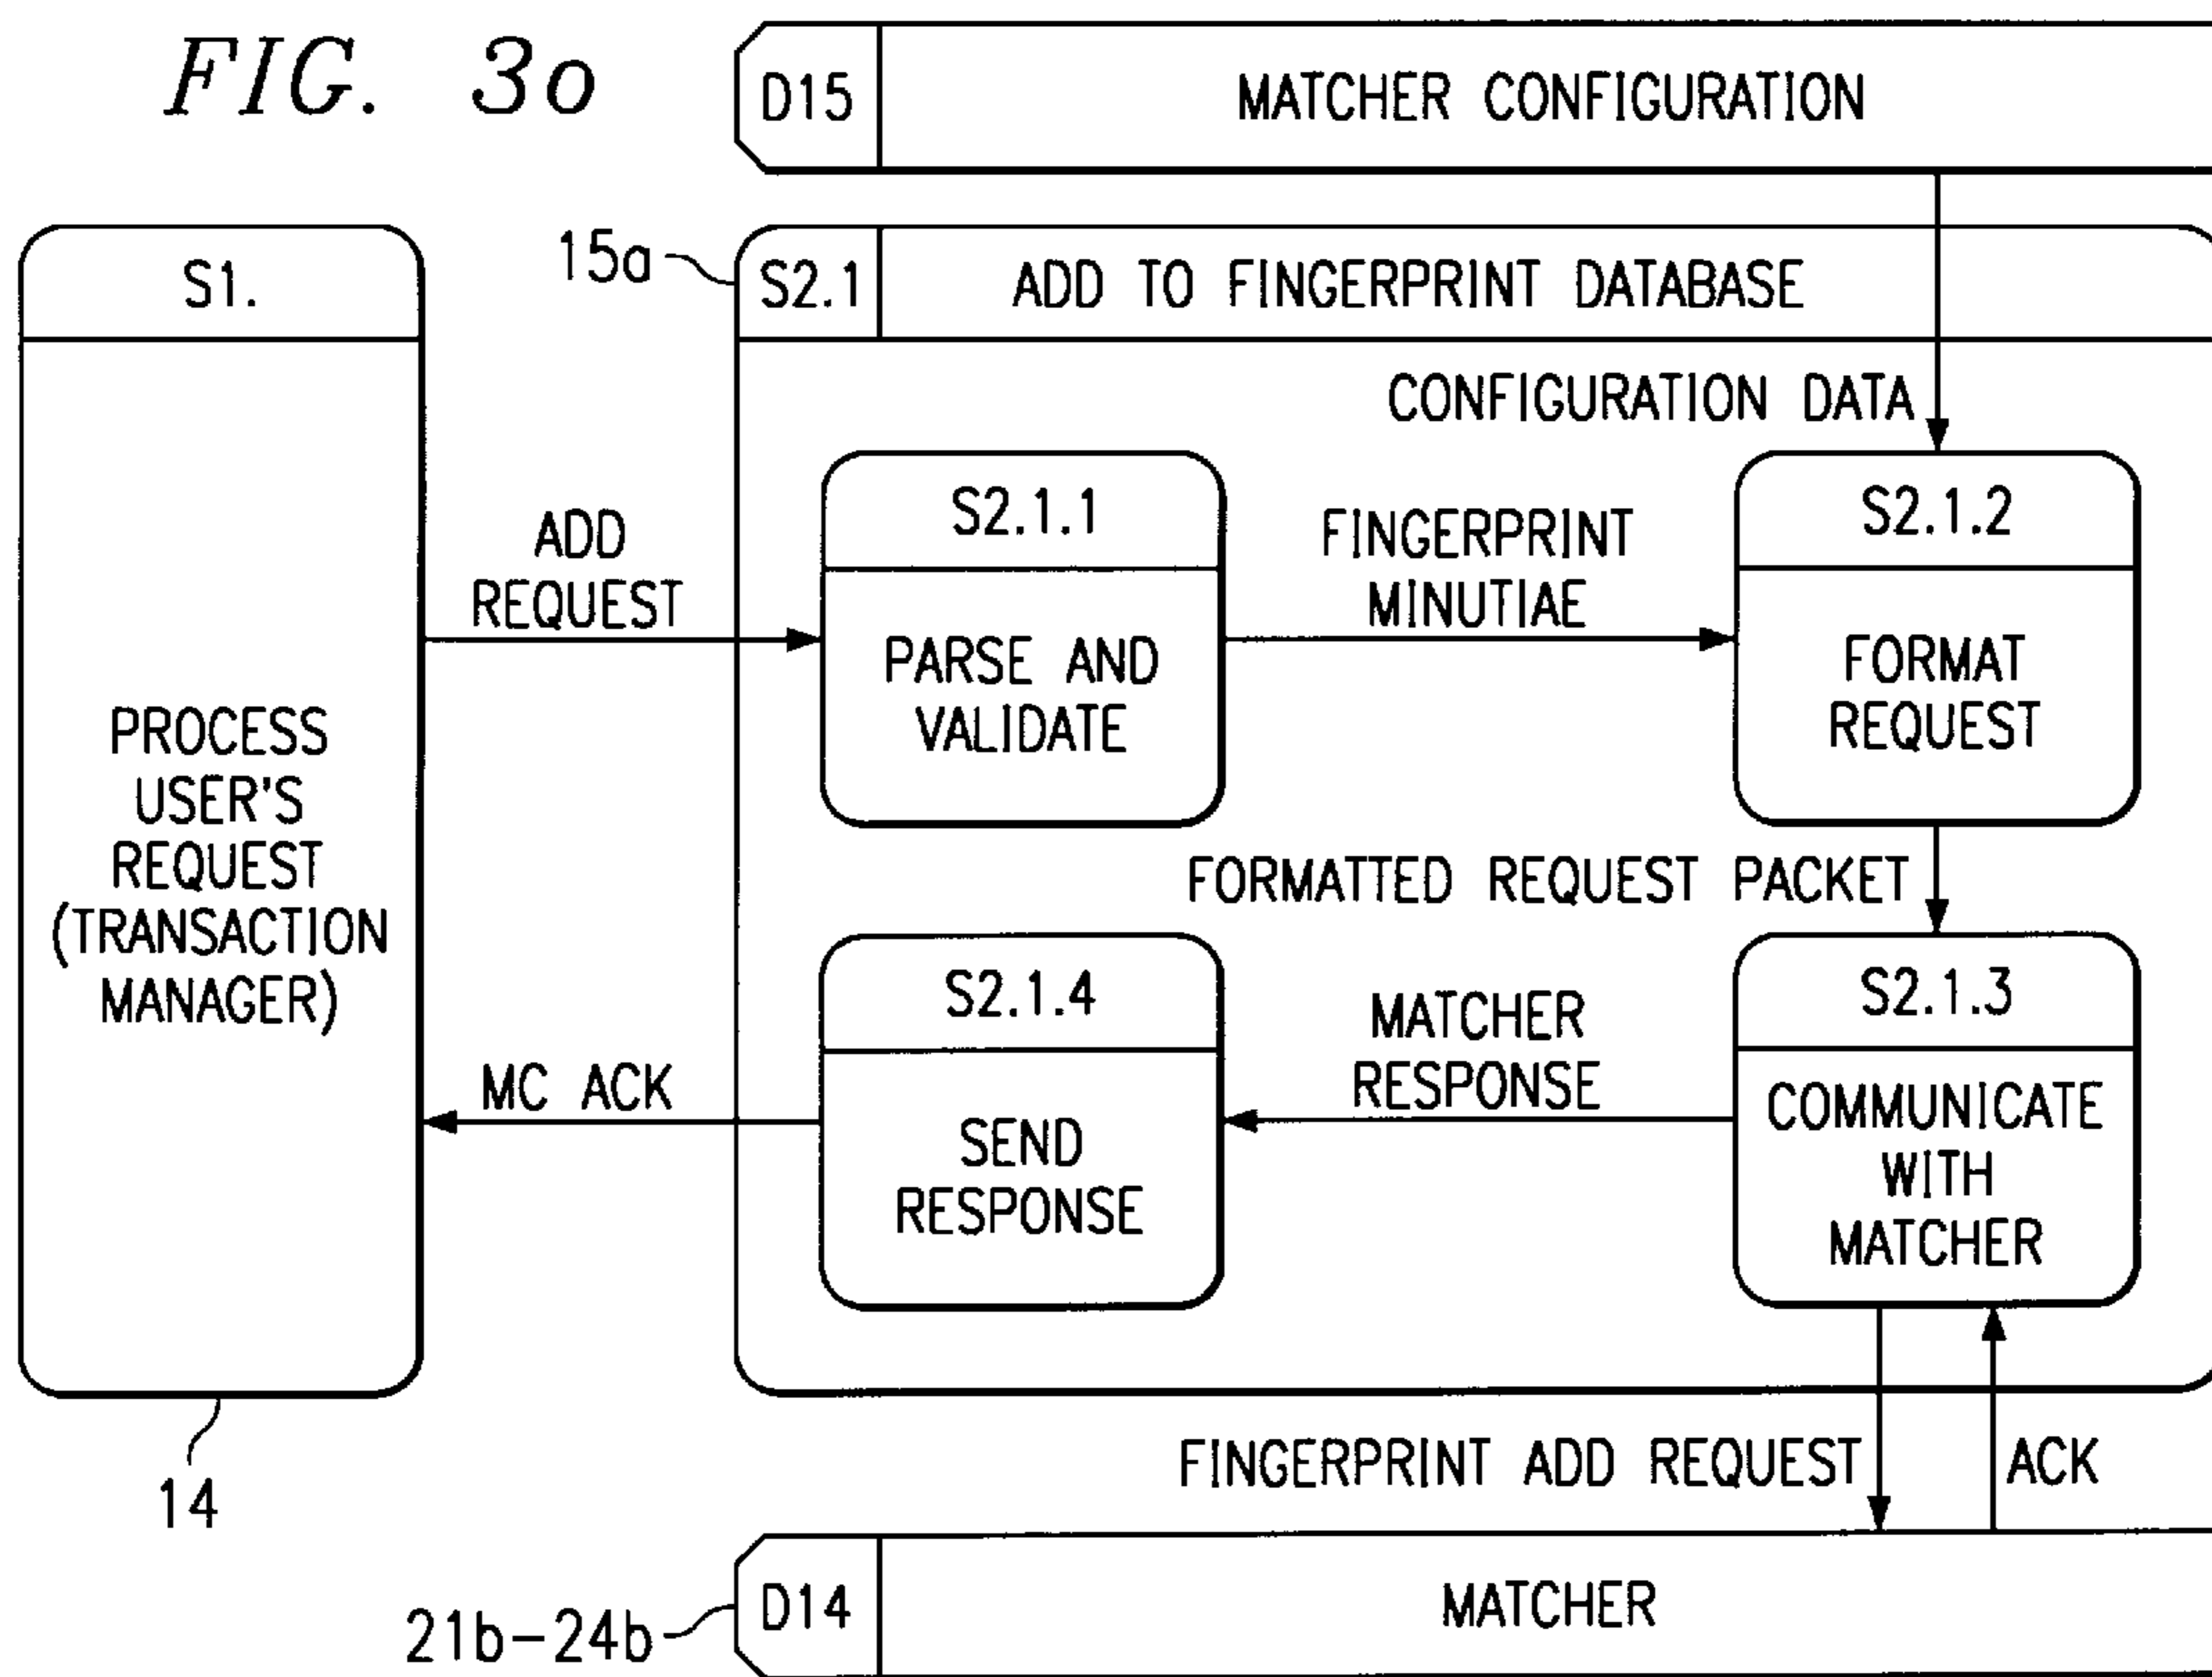 FIG. 3o
D15
MATCHER CONFIGURATION
S1.
15a
S2.1
ADD TO FINGERPRINT DATABASE
CONFIGURATION DATA
ADD
REQUEST
S2.1.1
PARSE AND
VALIDATE
FINGERPRINT
MINUTIAE
S2.1.2
FORMAT
REQUEST
PROCESS
USER'S
REQUEST
(TRANSACTION
MANAGER)
FORMATTED REQUEST PACKET
S2.1.4
SEND
RESPONSE
MATCHER
RESPONSE
S2.1.3
COMMUNICATE
WITH
MATCHER
MC ACK
14
FINGERPRINT ADD REQUEST
ACK
21b-24b
D14
MATCHER